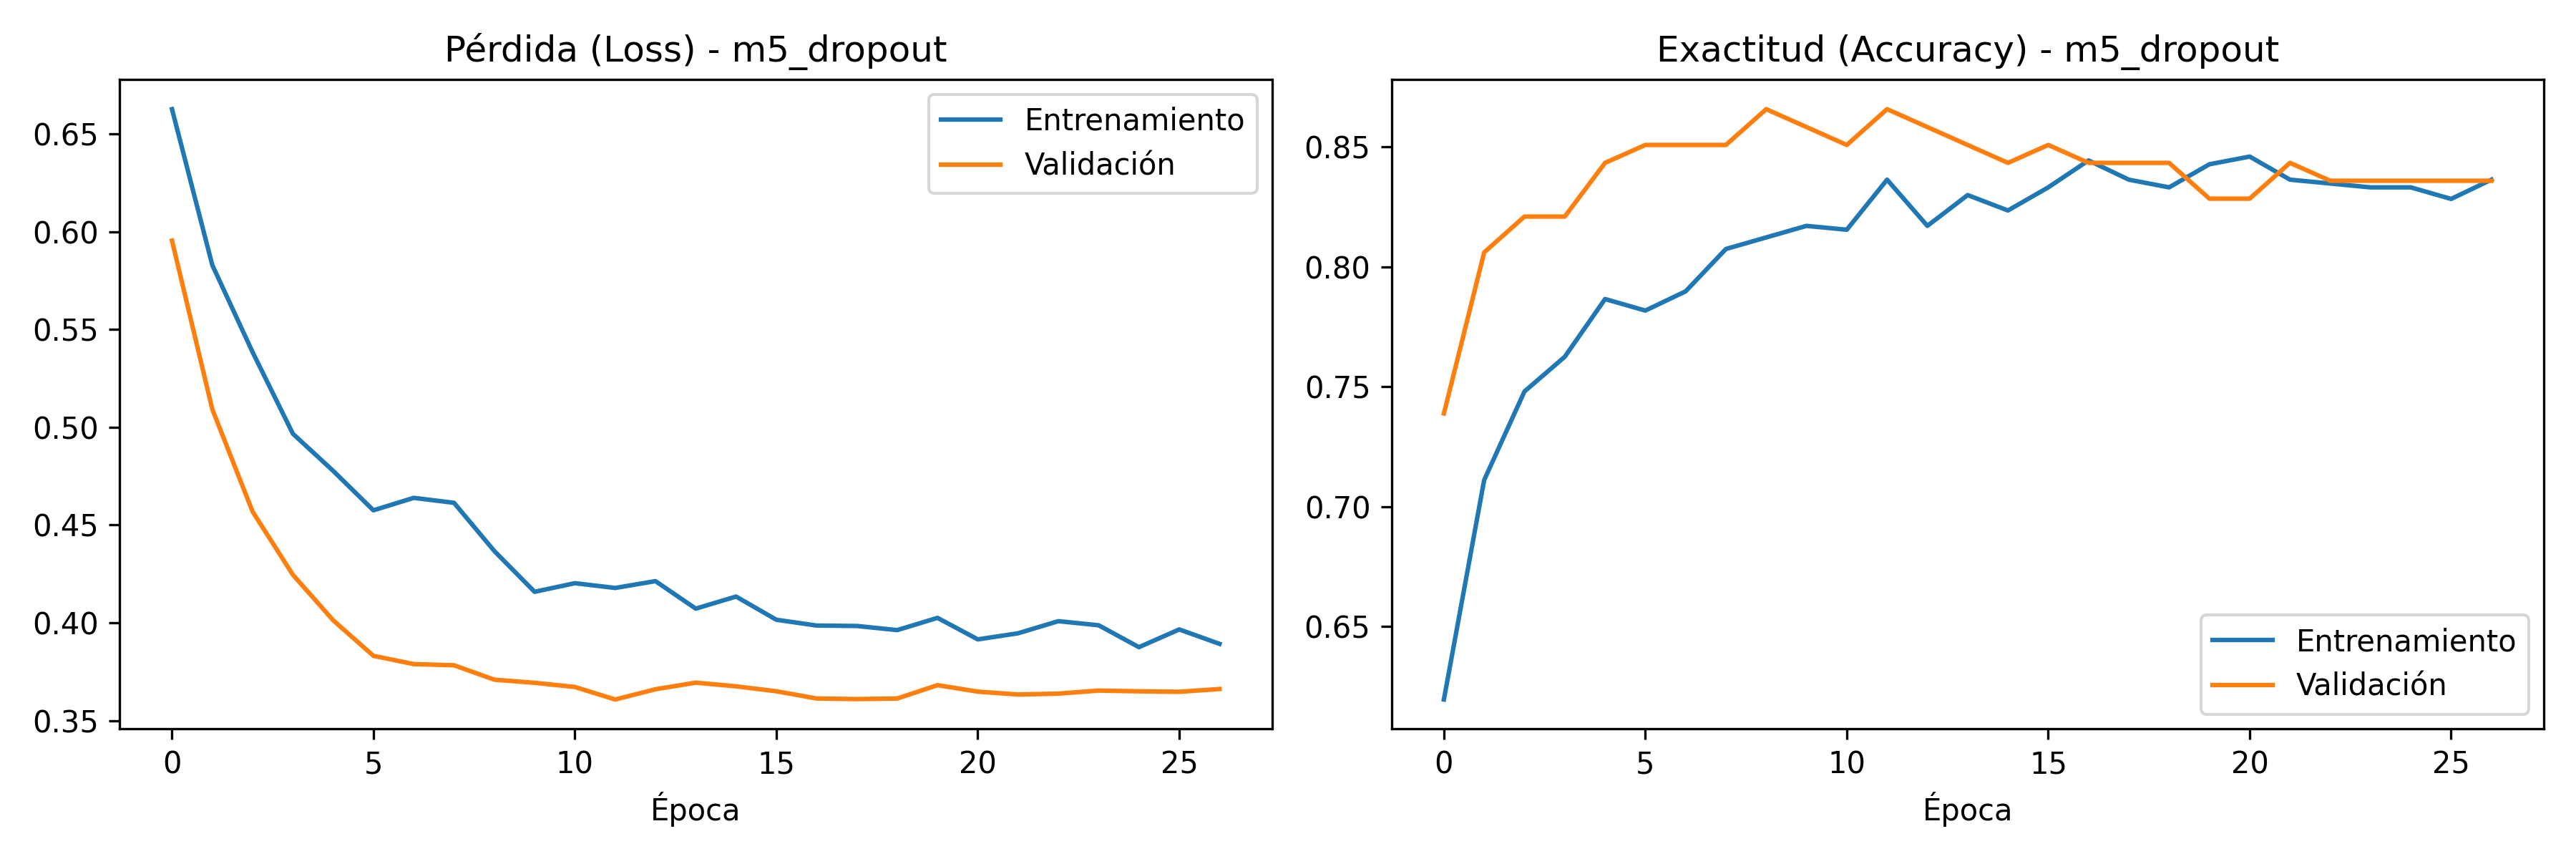 Pérdida (Loss) - m5_dropout
Entrenamiento
Validación
0.65
0.60
0.55
0.50
0.45
0.40
0.35
0 5 10 15 20 25
Época
Exactitud (Accuracy) - m5_dropout
0.85
0.80
0.75
0.70
0.65
Entrenamiento
Validación
0 5 10 15 20 25
Época